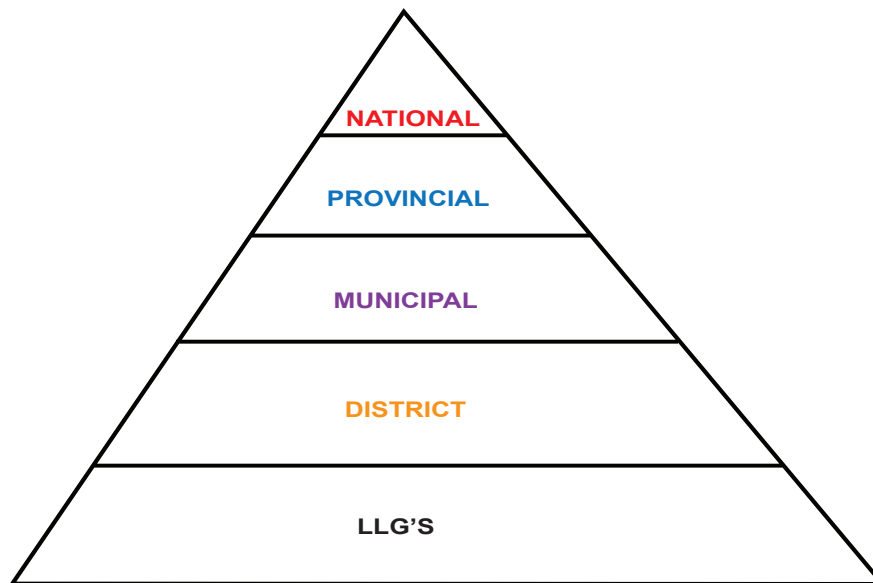 NATIONAL
PROVINCIAL
MUNICIPAL
DISTRICT
LLG’S